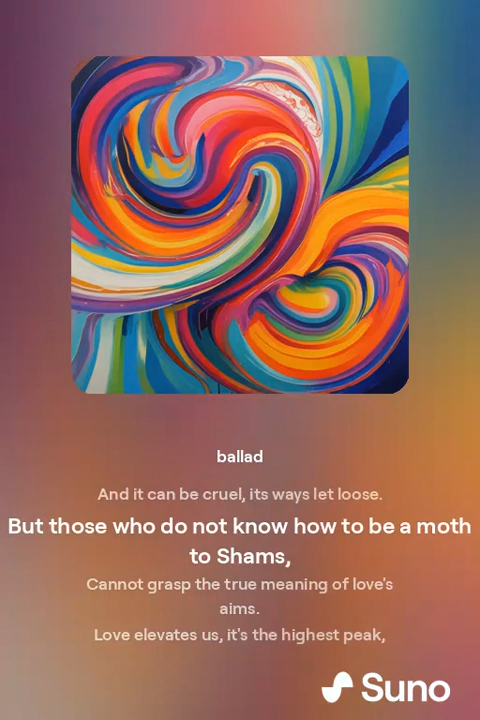 ballad
And it can be cruel, its ways let loose.
But those who do not know how to be a moth
to Shams,
Cannot grasp the true meaning of love's
aims.
Love elevates us, it's the highest peak,
Suno